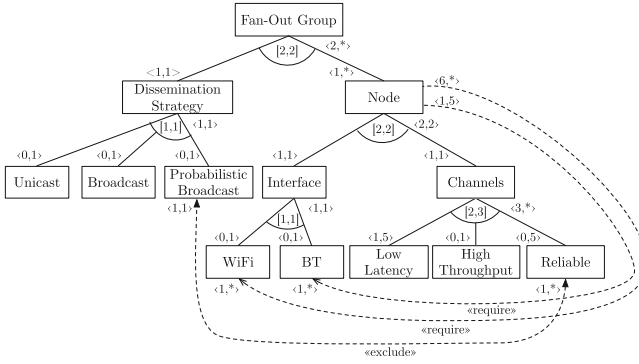 Fan-Out Group
[2,2]
‹2,*›
<1,1>
‹1,*›
Dissemination
Strategy
Node
‹6,*›
‹1,5›
[1,1]
‹1,1›
[2,2]
‹2,2›
‹0,1›
‹0,1›
‹0,1›
‹1,1›
‹1,1›
Unicast
Broadcast
Probabilistic
Broadcast
Interface
Channels
‹1,1›
[1,1]
‹1,1›
[2,3]
‹3,*›
‹0,1›
‹0,1›
‹1,5›
‹0,1›
‹0,5›
WiFi
BT
Low
Latency
High
Throughput
Reliable
‹1,*›
‹1,*›
‹1,*›
«require»
«require»
«exclude»